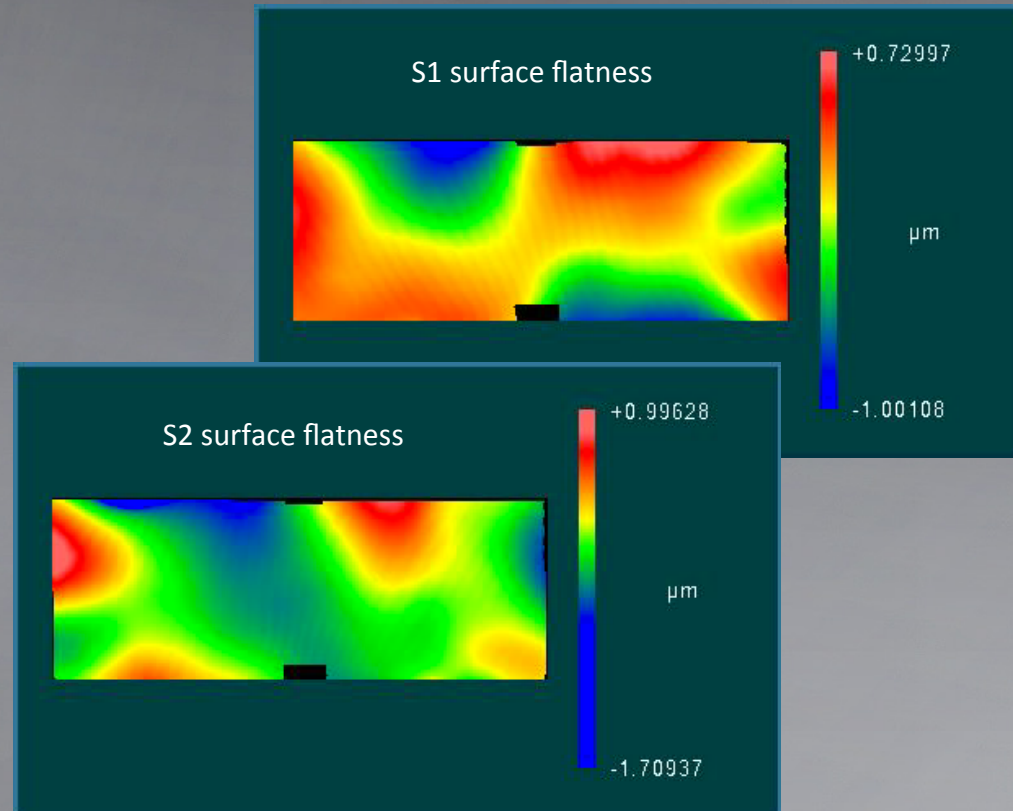 S1 surface flatness
+0.72997
µm
-1.00108
S2 surface flatness
+0.99628
µm
-1.70937